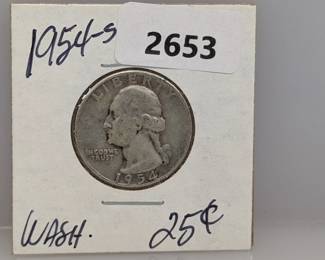 1954-S
2653
LIBERTY
IN GOD WE
TRUST
1954
WASH. 25¢